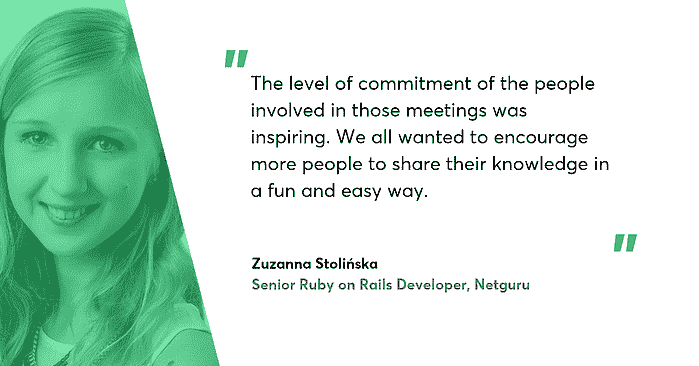 "
The level of commitment of the people
involved in those meetings was
inspiring. We all wanted to encourage
more people to share their knowledge in
a fun and easy way.
"
Zuzanna Stolińska
Senior Ruby on Rails Developer, Netguru